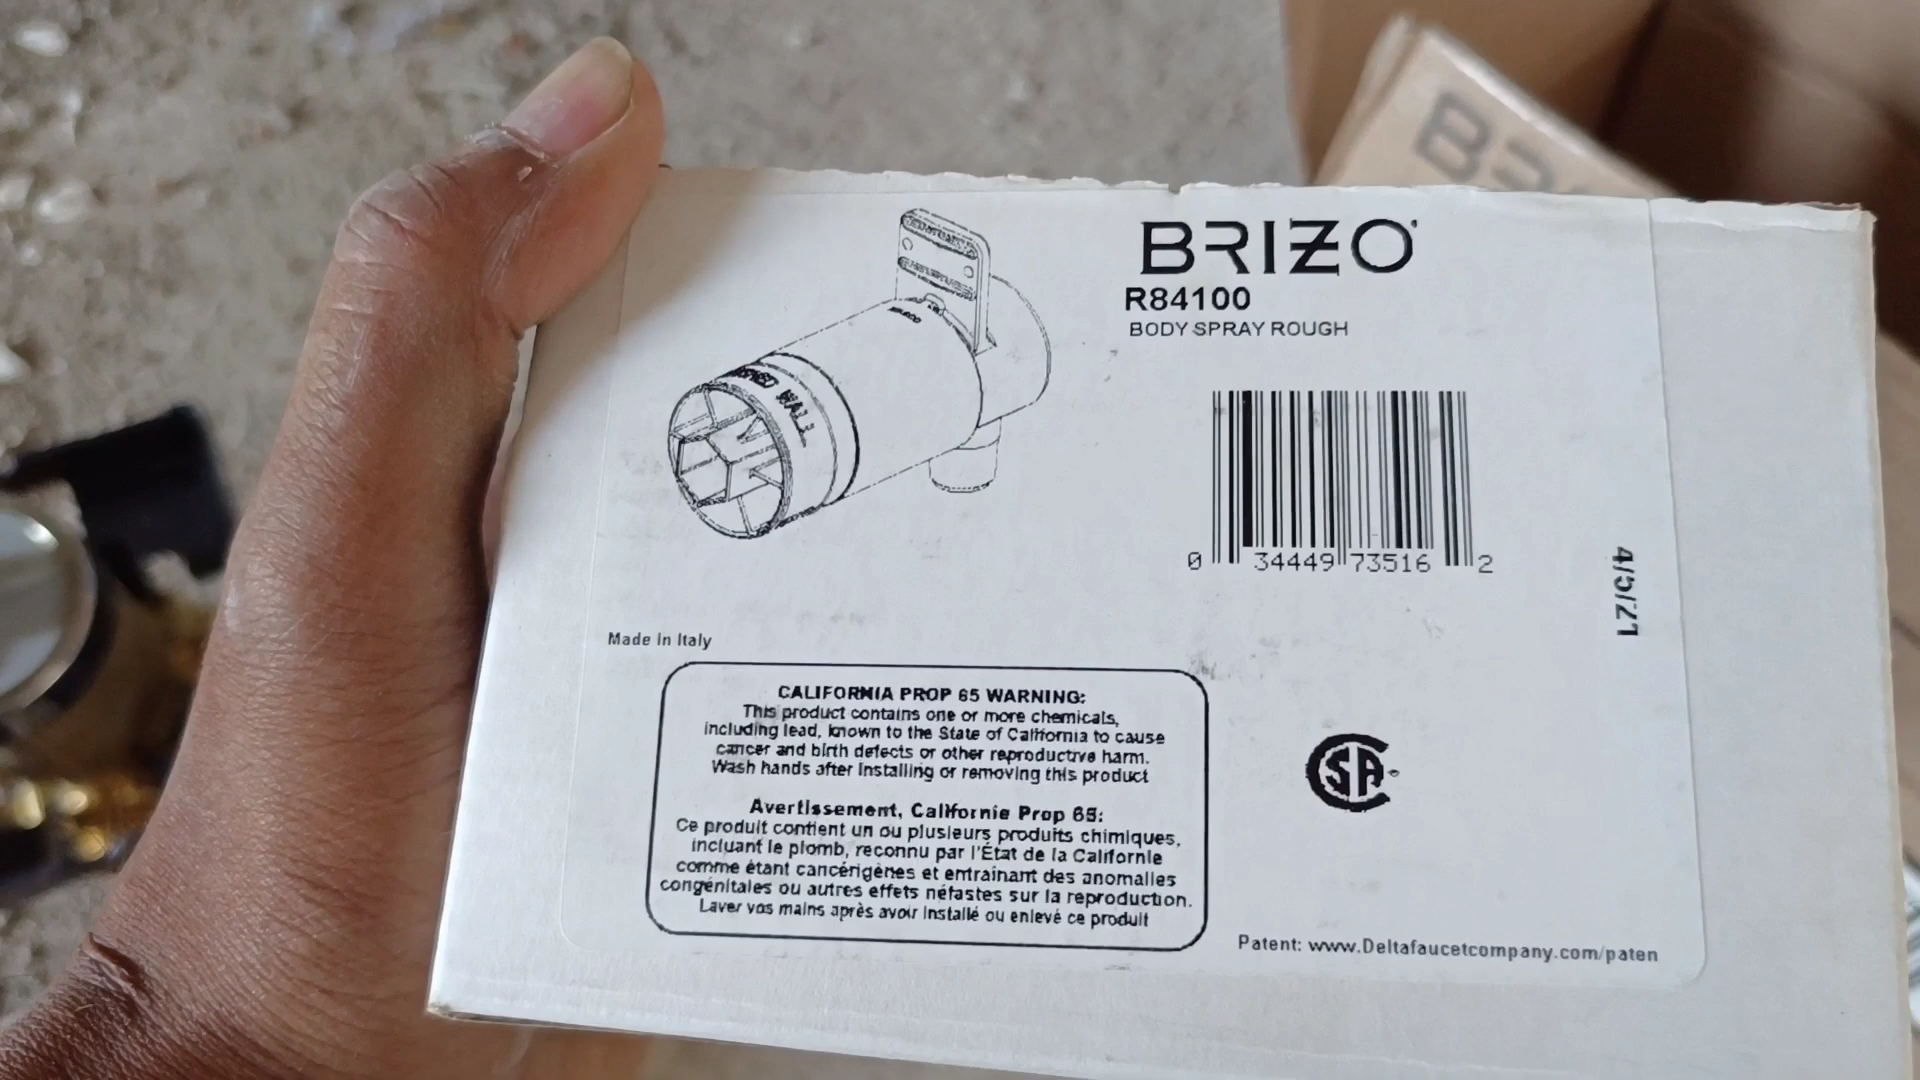 BRIZO
R84100
BODY SPRAY ROUGH
WALL
0 34449 73516 2
4/5/21
Made in Italy
CALIFORNIA PROP 65 WARNING:
This product contains one or more chemicals,
including lead, known to the State of California to cause
cancer and birth defects or other reproductive harm.
Wash hands after installing or removing this product
Avertissement, Californie Prop 65:
Ce produit contient un ou plusieurs produits chimiques,
incluant le plomb, reconnu par l'État de la Californie
comme étant cancérigènes et entrainant des anomalies
congénitales ou autres effets néfastes sur la reproduction.
Laver vos mains après avoir installé ou enlevé ce produit
CSA
Patent: www.Deltafaucetcompany.com/paten